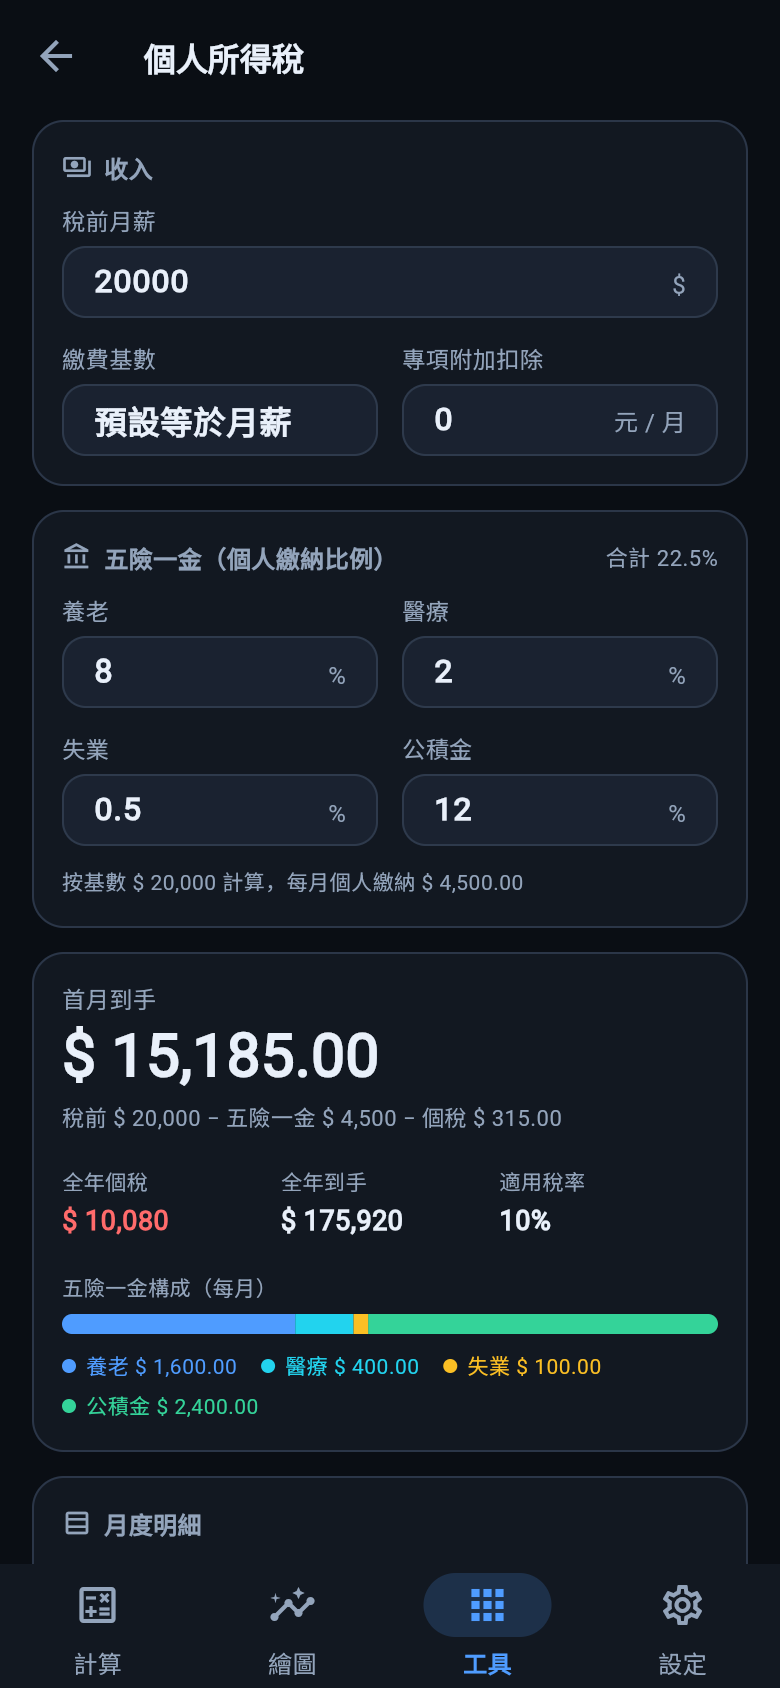 個人所得稅
收入
稅前月薪
20000 $
繳費基數 專項附加扣除
預設等於月薪 0 元 / 月
五險一金（個人繳納比例） 合計 22.5%
養老 醫療
8 % 2 %
失業 公積金
0.5 % 12 %
按基數 $ 20,000 計算，每月個人繳納 $ 4,500.00
首月到手
$ 15,185.00
稅前 $ 20,000 − 五險一金 $ 4,500 − 個稅 $ 315.00
全年個稅 全年到手 適用稅率
$ 10,080 $ 175,920 10%
五險一金構成（每月）
養老 $ 1,600.00 醫療 $ 400.00 失業 $ 100.00
公積金 $ 2,400.00
月度明細
計算 繪圖 工具 設定